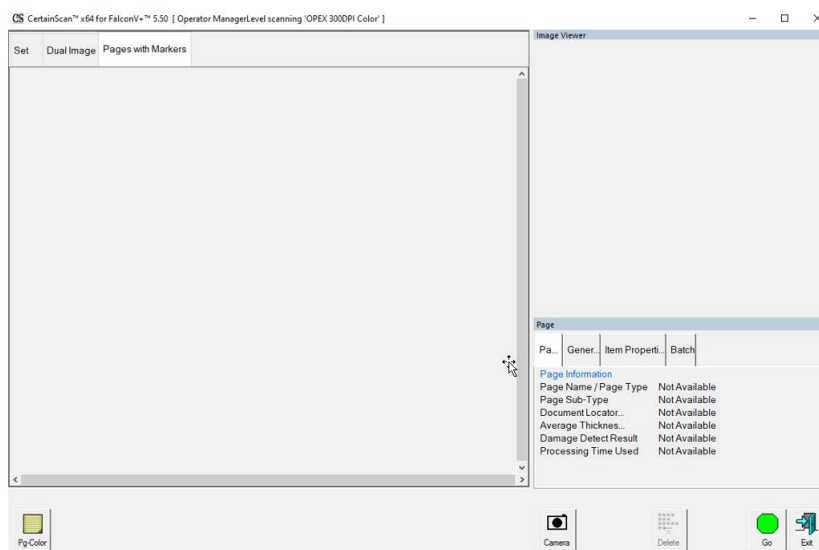 CS CertainScan™ x64 for FalconV+™ 5.50 [ Operator ManagerLevel scanning 'OPEX 300DPI Color' ]
Set Dual Image Pages with Markers
Image Viewer
Page
Pa... Gener... Item Properti... Batch
Page Information
Page Name / Page Type Not Available
Page Sub-Type Not Available
Document Locator... Not Available
Average Thicknes... Not Available
Damage Detect Result Not Available
Processing Time Used Not Available
Pg-Color Camera Delete Go Exit